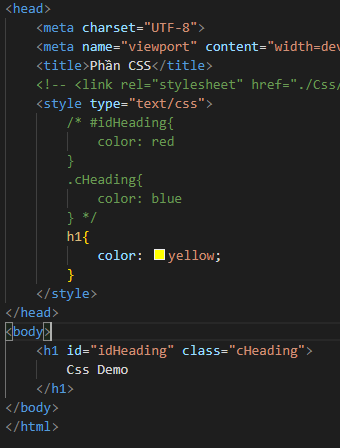 <head>
<meta charset="UTF-8">
<meta name="viewport" content="width=dev
<title>Phần CSS</title>
<!-- <link rel="stylesheet" href="./Css/
<style type="text/css">
/* #idHeading{
color: red
}
.cHeading{
color: blue
} */
h1{
color: yellow;
}
</style>
</head>
<body>
<h1 id="idHeading" class="cHeading">
Css Demo
</h1>
</body>
</html>